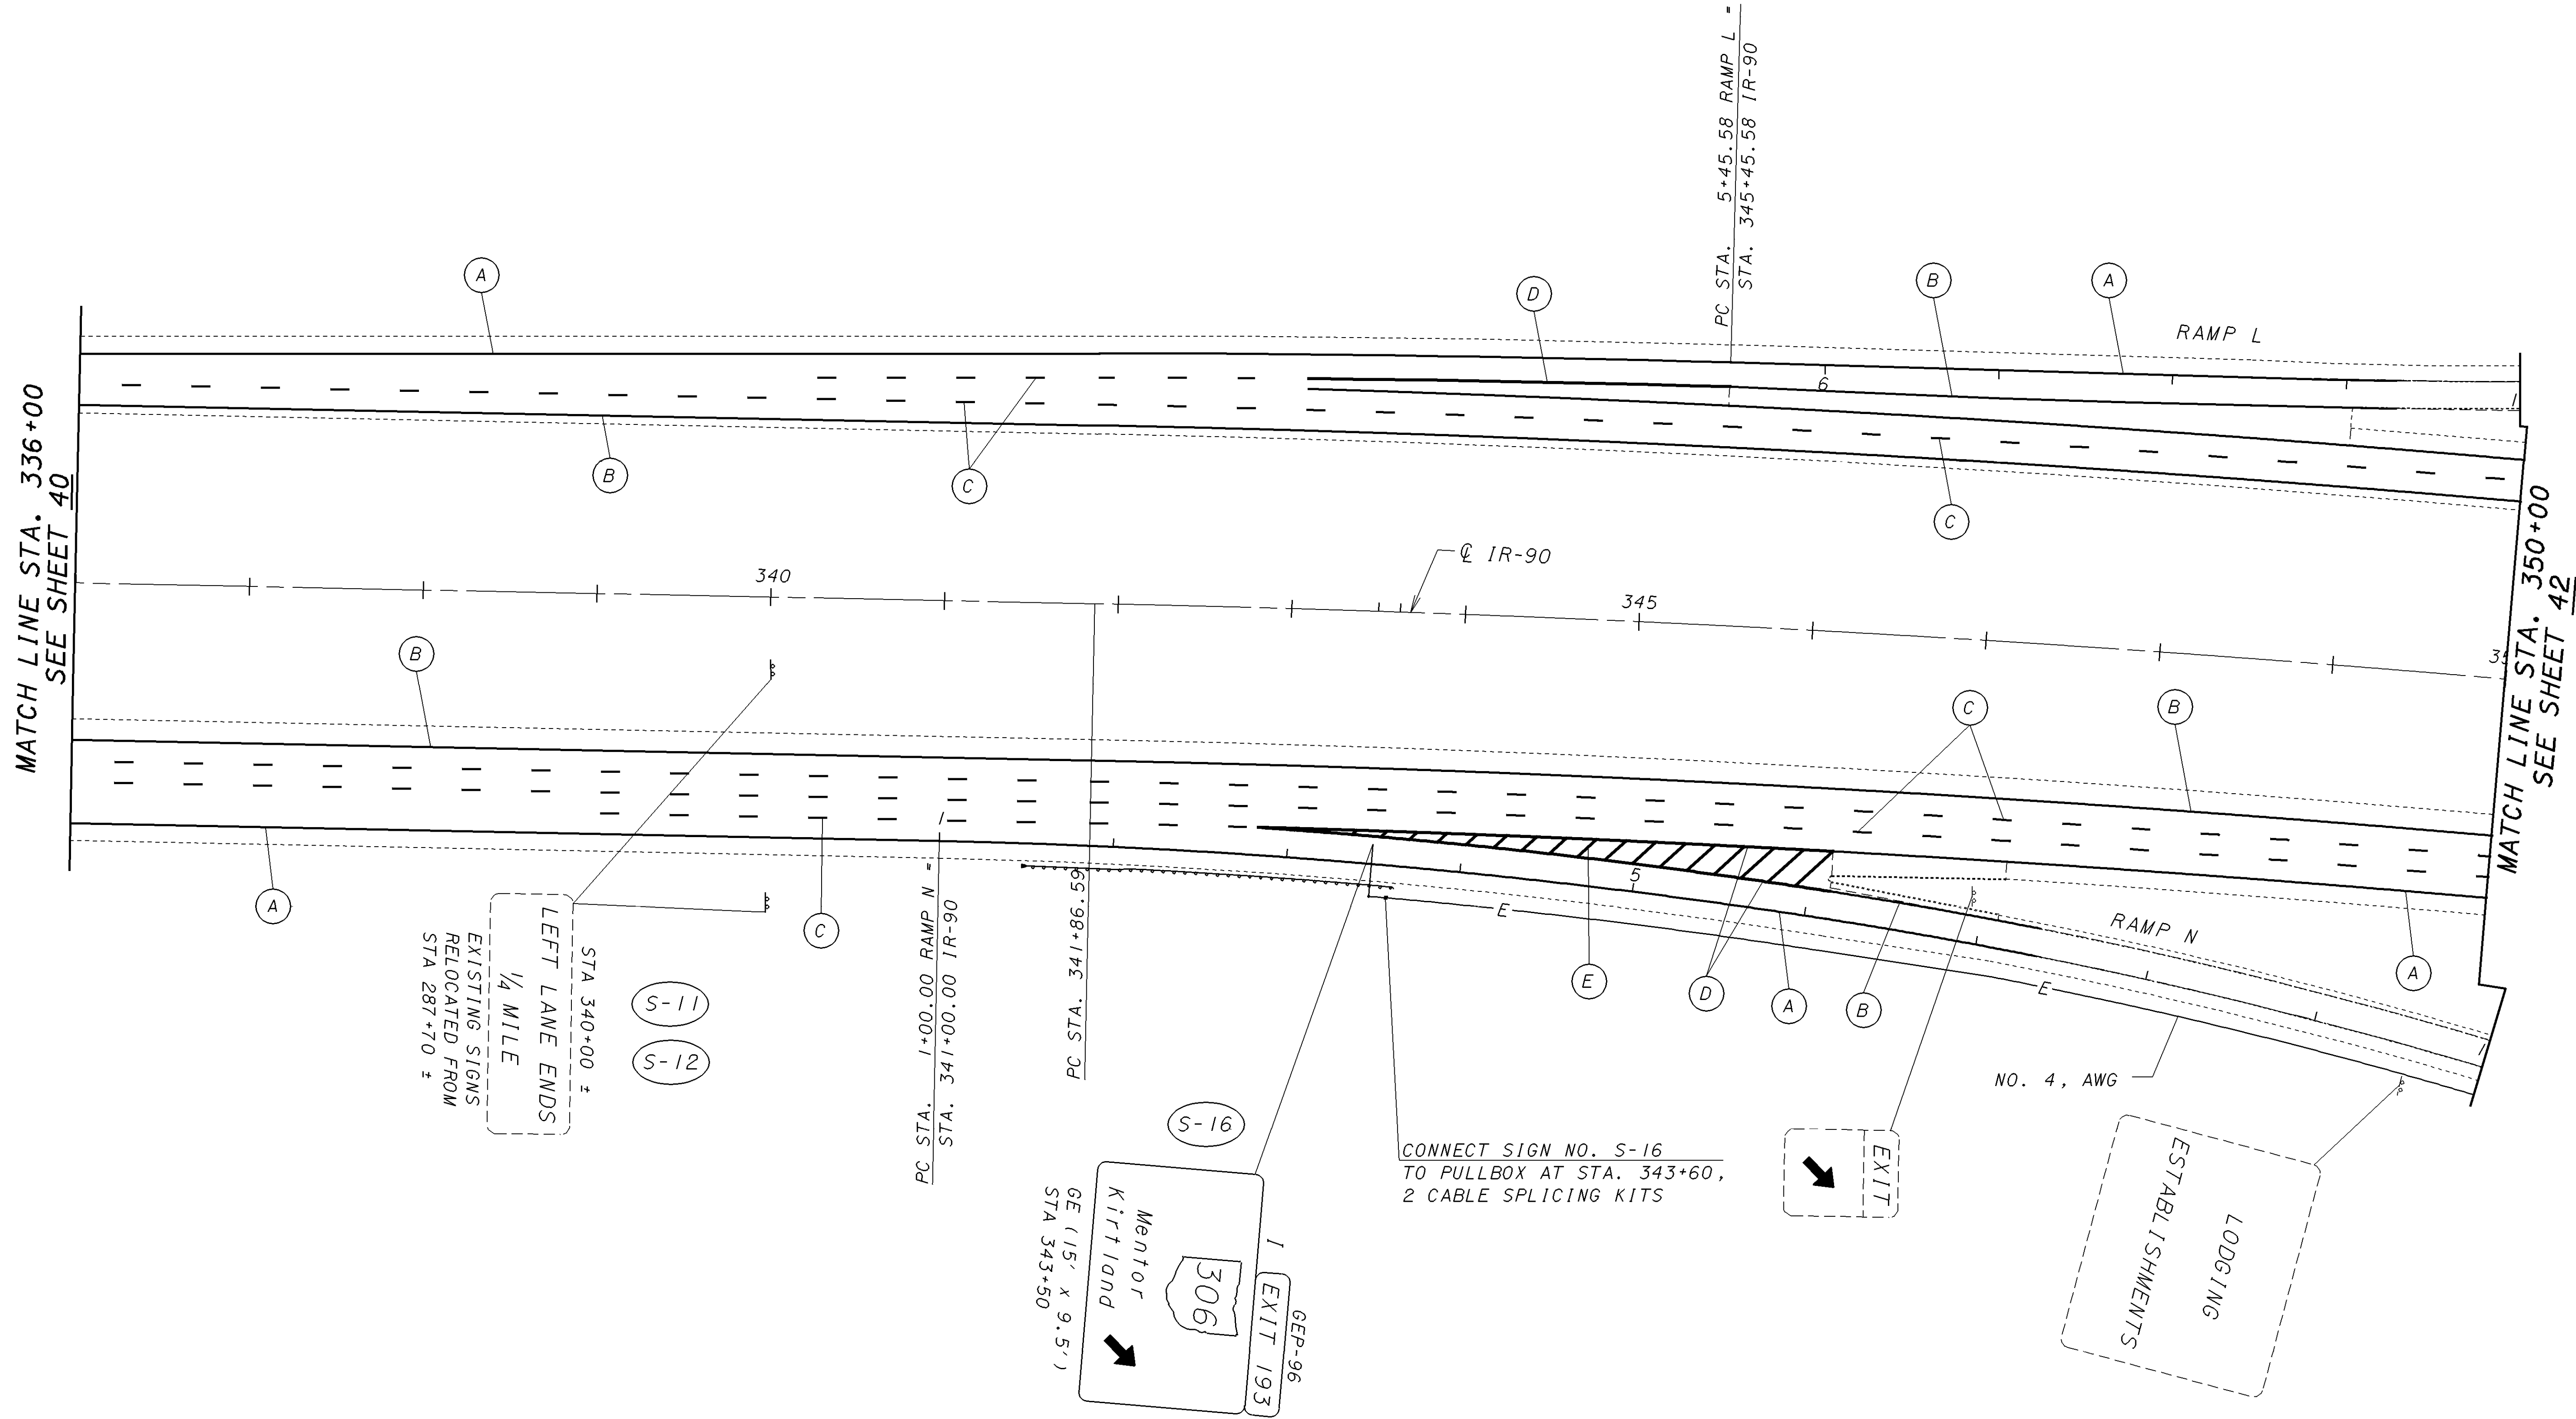 PC STA. 5+45.58 RAMP L =
STA. 345+45.58 IR-90
A
D
B
A
RAMP L
6
B
C
C
MATCH LINE STA. 336+00
SEE SHEET 40
℄ IR-90
340
345
35
MATCH LINE STA. 350+00
SEE SHEET 42
B
C
B
1
1
5
E
E
A
C
E
D
A
B
RAMP N
A
1
NO. 4, AWG
STA 340+00 ±
LEFT LANE ENDS
1/4 MILE
EXISTING SIGNS
RELOCATED FROM
STA 287+70 ±
S-11
S-12
PC STA. 1+00.00 RAMP N =
STA. 341+00.00 IR-90
PC STA. 341+86.59
S-16
GEP-96
1
EXIT 193
306
Mentor
Kirtland
GE (15' x 9.5')
STA 343+50
CONNECT SIGN NO. S-16
TO PULLBOX AT STA. 343+60,
2 CABLE SPLICING KITS
EXIT
LODGING
ESTABLISHMENTS